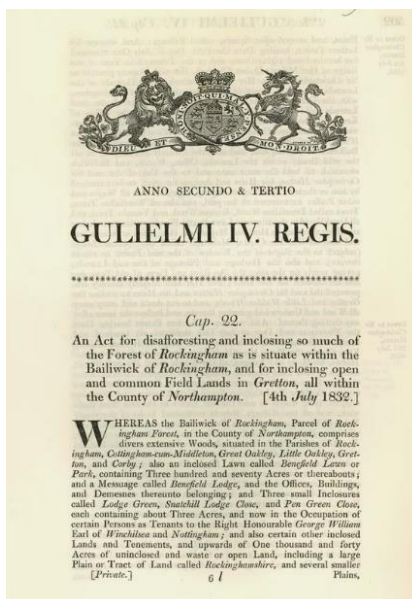 HONI SOIT QUI MAL Y PENSE
DIEU ET MON DROIT
ANNO SECUNDO & TERTIO
GULIELMI IV. REGIS.
Cap. 22.
An Act for disafforesting and inclosing so much of
the Forest of Rockingham as is situate within the
Bailiwick of Rockingham, and for inclosing open
and common Field Lands in Gretton, all within
the County of Northampton. [4th July 1832.]
WHEREAS the Bailiwick of Rockingham, Parcel of Rock-
ingham Forest, in the County of Northampton, comprises
divers extensive Woods, situated in the Parishes of Rock-
ingham, Cottingham-cum-Middleton, Great Oakley, Little Oakley, Gret-
ton, and Corby; also an inclosed Lawn called Benefield Lawn or
Park, containing Three hundred and seventy Acres or thereabouts;
and a Messuage called Benefield Lodge, and the Offices, Buildings,
and Demesnes thereunto belonging; and Three small Inclosures
called Lodge Green, Snatchill Lodge Close, and Pen Green Close,
each containing about Three Acres, and now in the Occupation of
certain Persons as Tenants to the Right Honourable George William
Earl of Winchilsea and Nottingham; and also certain other inclosed
Lands and Tenements, and upwards of One thousand and forty
Acres of uninclosed and waste or open Land, including a large
Plain or Tract of Land called Rockinghamshire, and several smaller
[Private.] 6 l Plains,